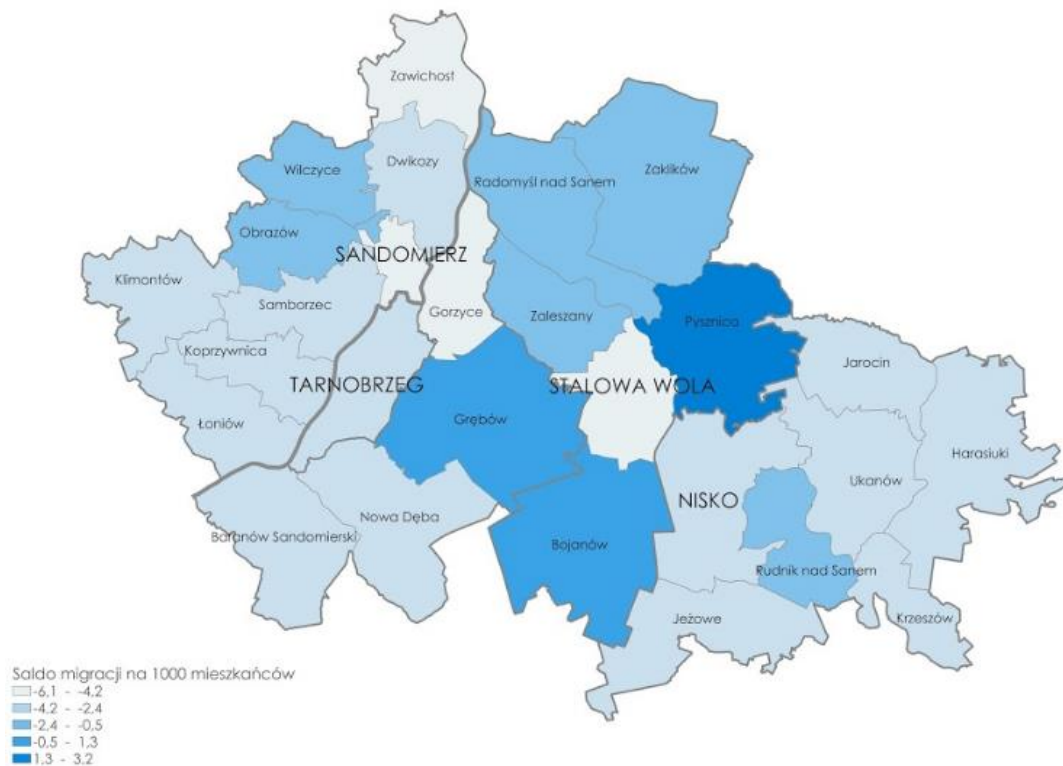 Zawichost
Dwikozy
Wilczyce
Radomyśl nad Sanem
Zaklików
Obrazów
SANDOMIERZ
Klimontów
Samborzec
Gorzyce
Zaleszany
Pysznica
Koprzywnica
Jarocin
TARNOBRZEG
STALOWA WOLA
Łoniów
Grębów
Harasiuki
Ukanów
NISKO
Nowa Dęba
Baranów Sandomierski
Bojanów
Rudnik nad Sanem
Jeżowe
Krzeszów
Saldo migracji na 1000 mieszkańców
-6,1 - -4,2
-4,2 - -2,4
-2,4 - -0,5
-0,5 - 1,3
1,3 - 3,2